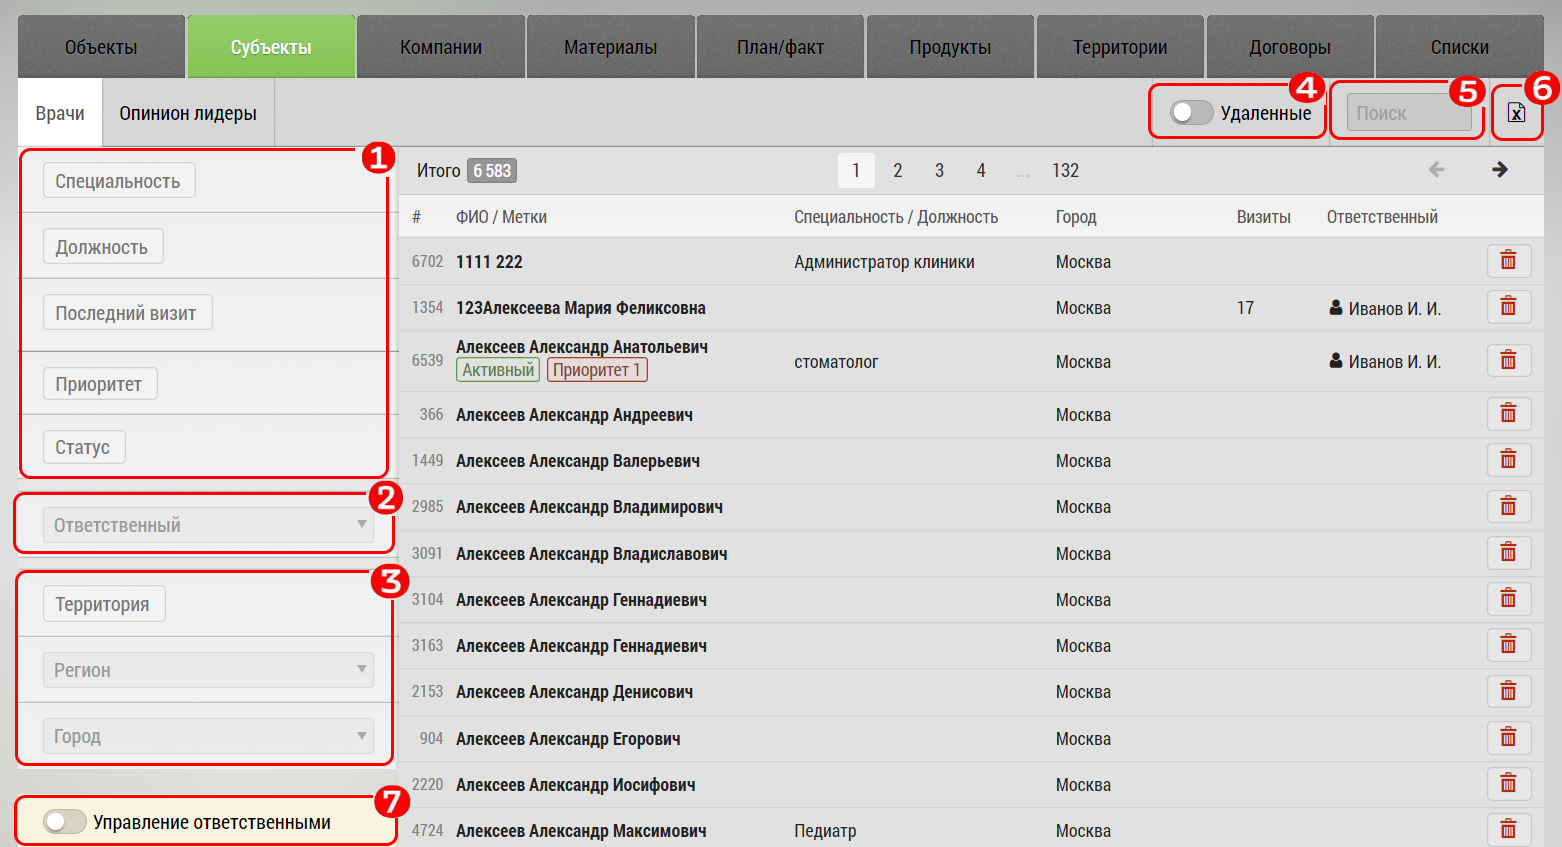 Объекты Субъекты Компании Материалы План/факт Продукты Территории Договоры Списки
Врачи Опинион лидеры 4 Удаленные 5 Поиск 6
1
Специальность
Должность
Последний визит
Приоритет
Статус
2
Ответственный
3
Территория
Регион
Город
7
Управление ответственными
Итого 6 583 1 2 3 4 ... 132
# ФИО / Метки Специальность / Должность Город Визиты Ответственный
6702 1111 222 Администратор клиники Москва
1354 123Алексеева Мария Феликсовна Москва 17 Иванов И. И.
6539 Алексеев Александр Анатольевич стоматолог Москва Иванов И. И.
Активный Приоритет 1
366 Алексеев Александр Андреевич Москва
1449 Алексеев Александр Валерьевич Москва
2985 Алексеев Александр Владимирович Москва
3091 Алексеев Александр Владиславович Москва
3104 Алексеев Александр Геннадиевич Москва
3163 Алексеев Александр Геннадиевич Москва
2153 Алексеев Александр Денисович Москва
904 Алексеев Александр Егорович Москва
2220 Алексеев Александр Иосифович Москва
4724 Алексеев Александр Максимович Педиатр Москва